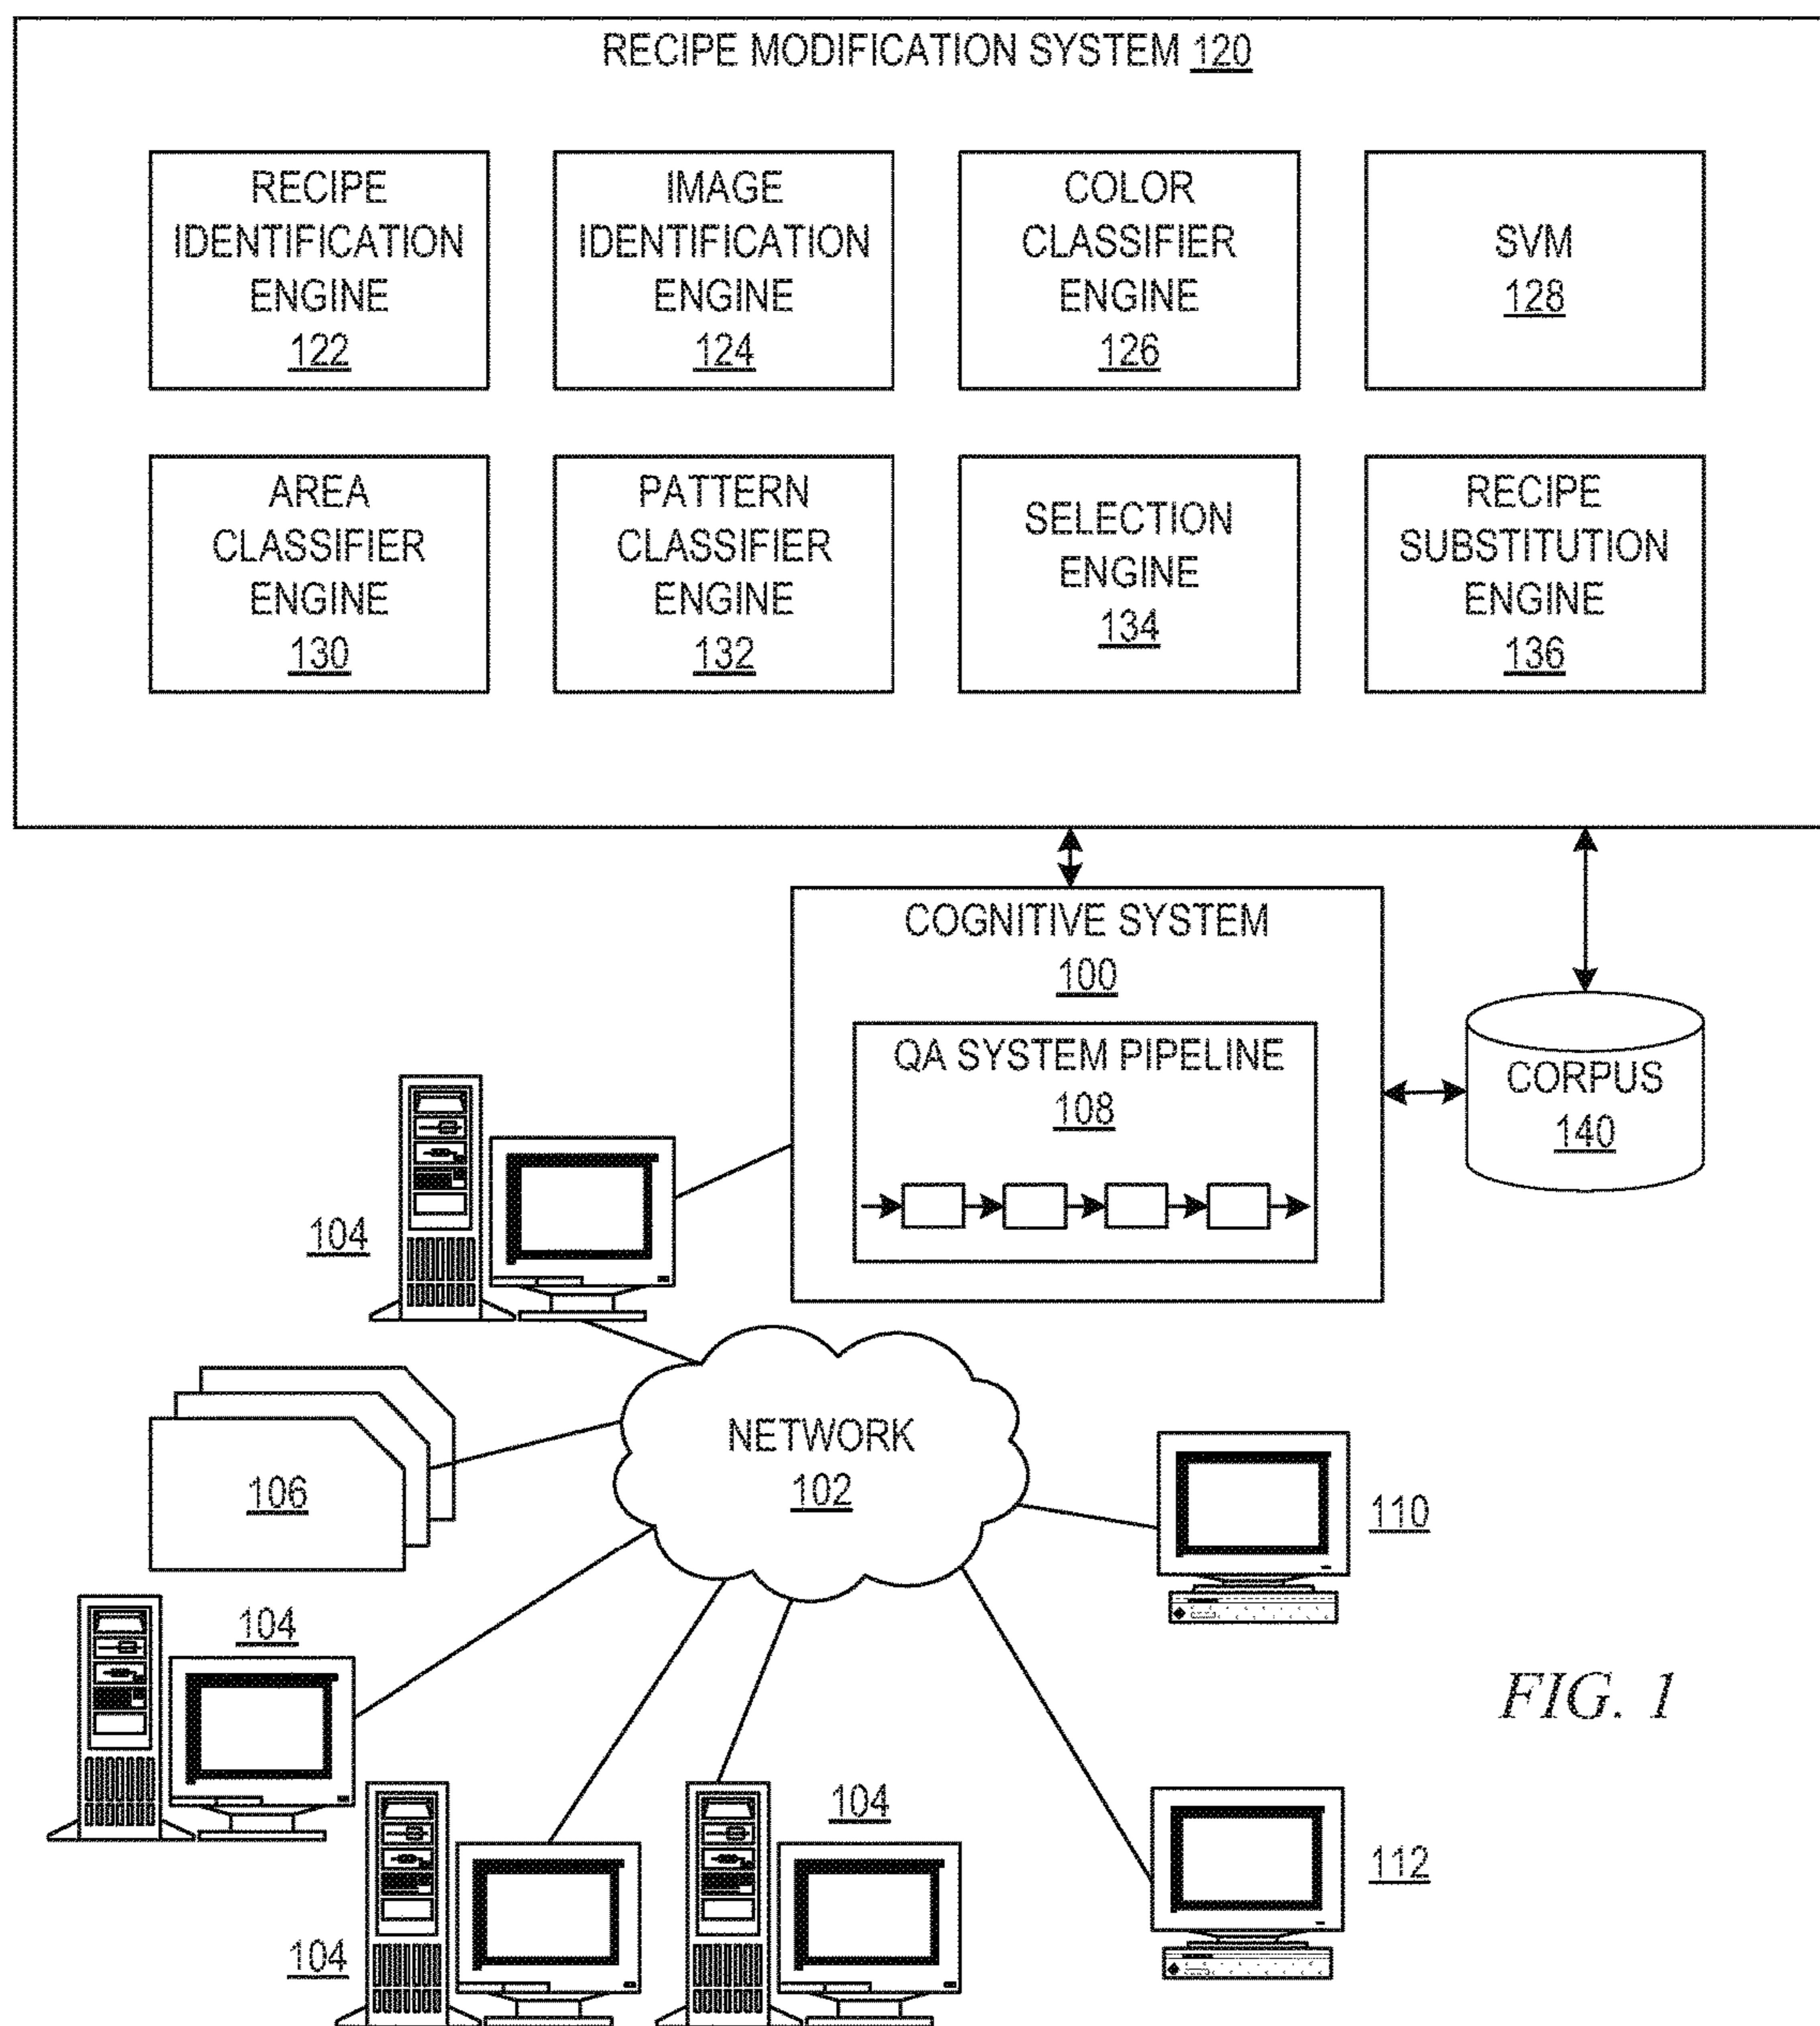 RECIPE MODIFICATION SYSTEM 120
RECIPE
IDENTIFICATION
ENGINE
122
IMAGE
IDENTIFICATION
ENGINE
124
COLOR
CLASSIFIER
ENGINE
126
SVM
128
AREA
CLASSIFIER
ENGINE
130
PATTERN
CLASSIFIER
ENGINE
132
SELECTION
ENGINE
134
RECIPE
SUBSTITUTION
ENGINE
136
COGNITIVE SYSTEM
100
QA SYSTEM PIPELINE
108
CORPUS
140
104
NETWORK
102
106
110
104
FIG. 1
104
112
104